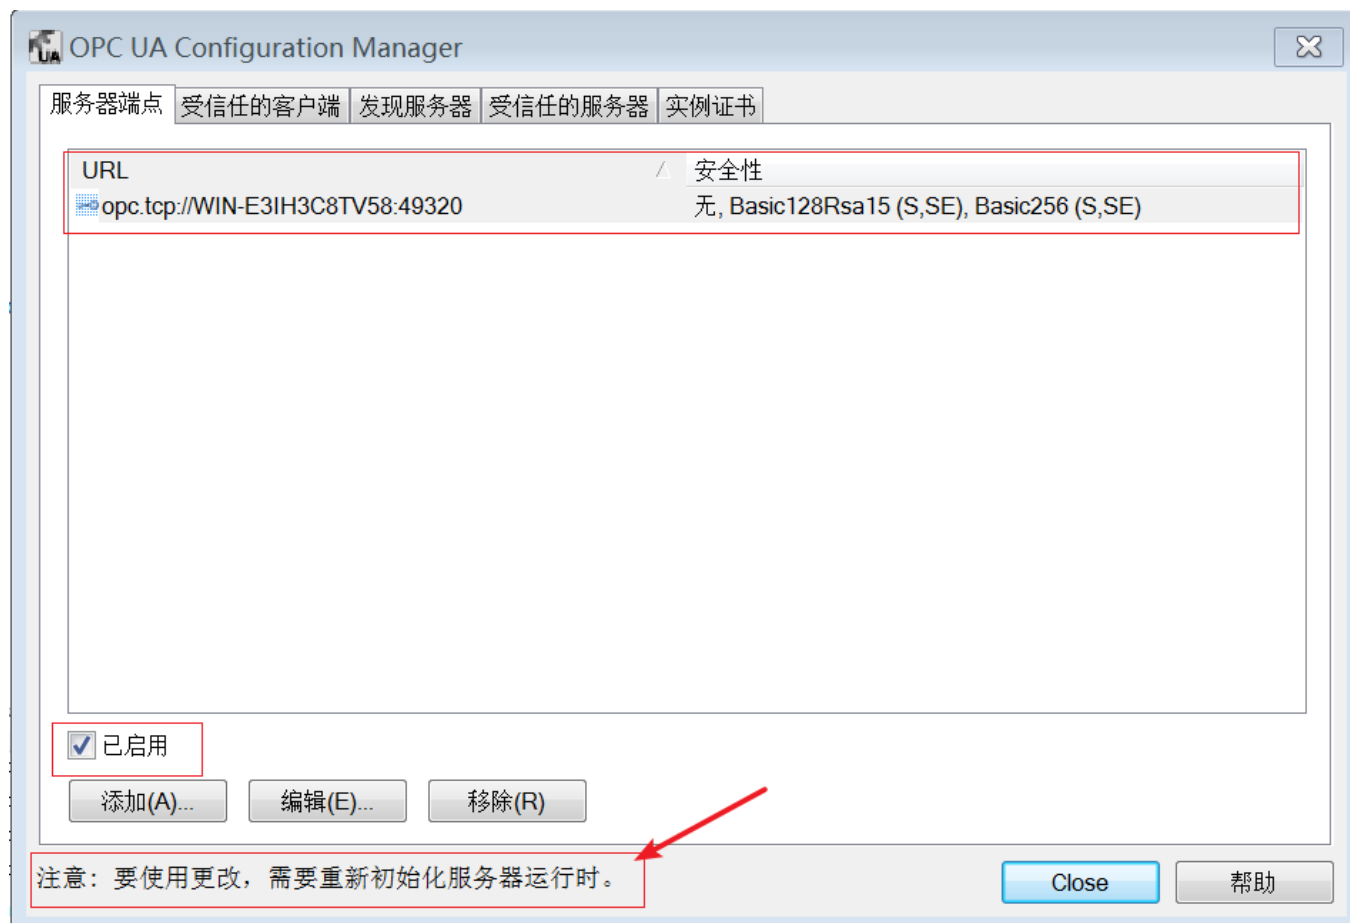 OPC UA Configuration Manager
服务器端点 受信任的客户端 发现服务器 受信任的服务器 实例证书
URL 安全性
opc.tcp://WIN-E3IH3C8TV58:49320 无, Basic128Rsa15 (S,SE), Basic256 (S,SE)
已启用
添加(A)... 编辑(E)... 移除(R)
注意: 要使用更改，需要重新初始化服务器运行时。
Close 帮助